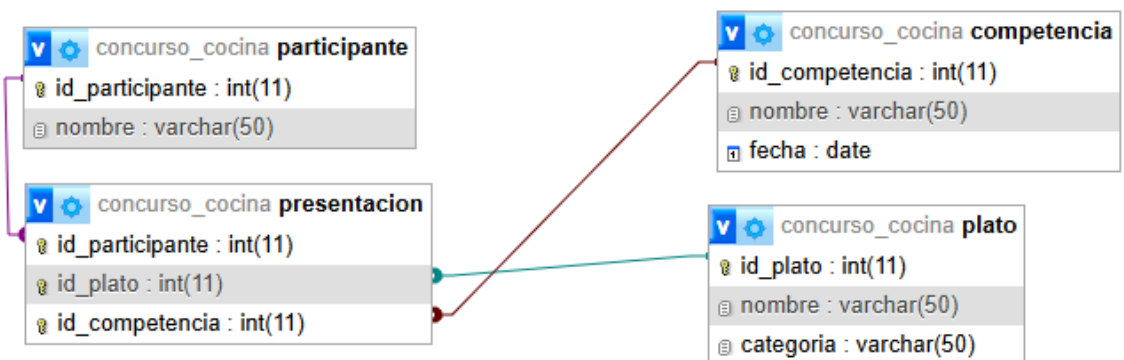 concurso_cocina participante
id_participante : int(11)
nombre : varchar(50)
concurso_cocina presentacion
id_participante : int(11)
id_plato : int(11)
id_competencia : int(11)
concurso_cocina competencia
id_competencia : int(11)
nombre : varchar(50)
fecha : date
concurso_cocina plato
id_plato : int(11)
nombre : varchar(50)
categoria : varchar(50)